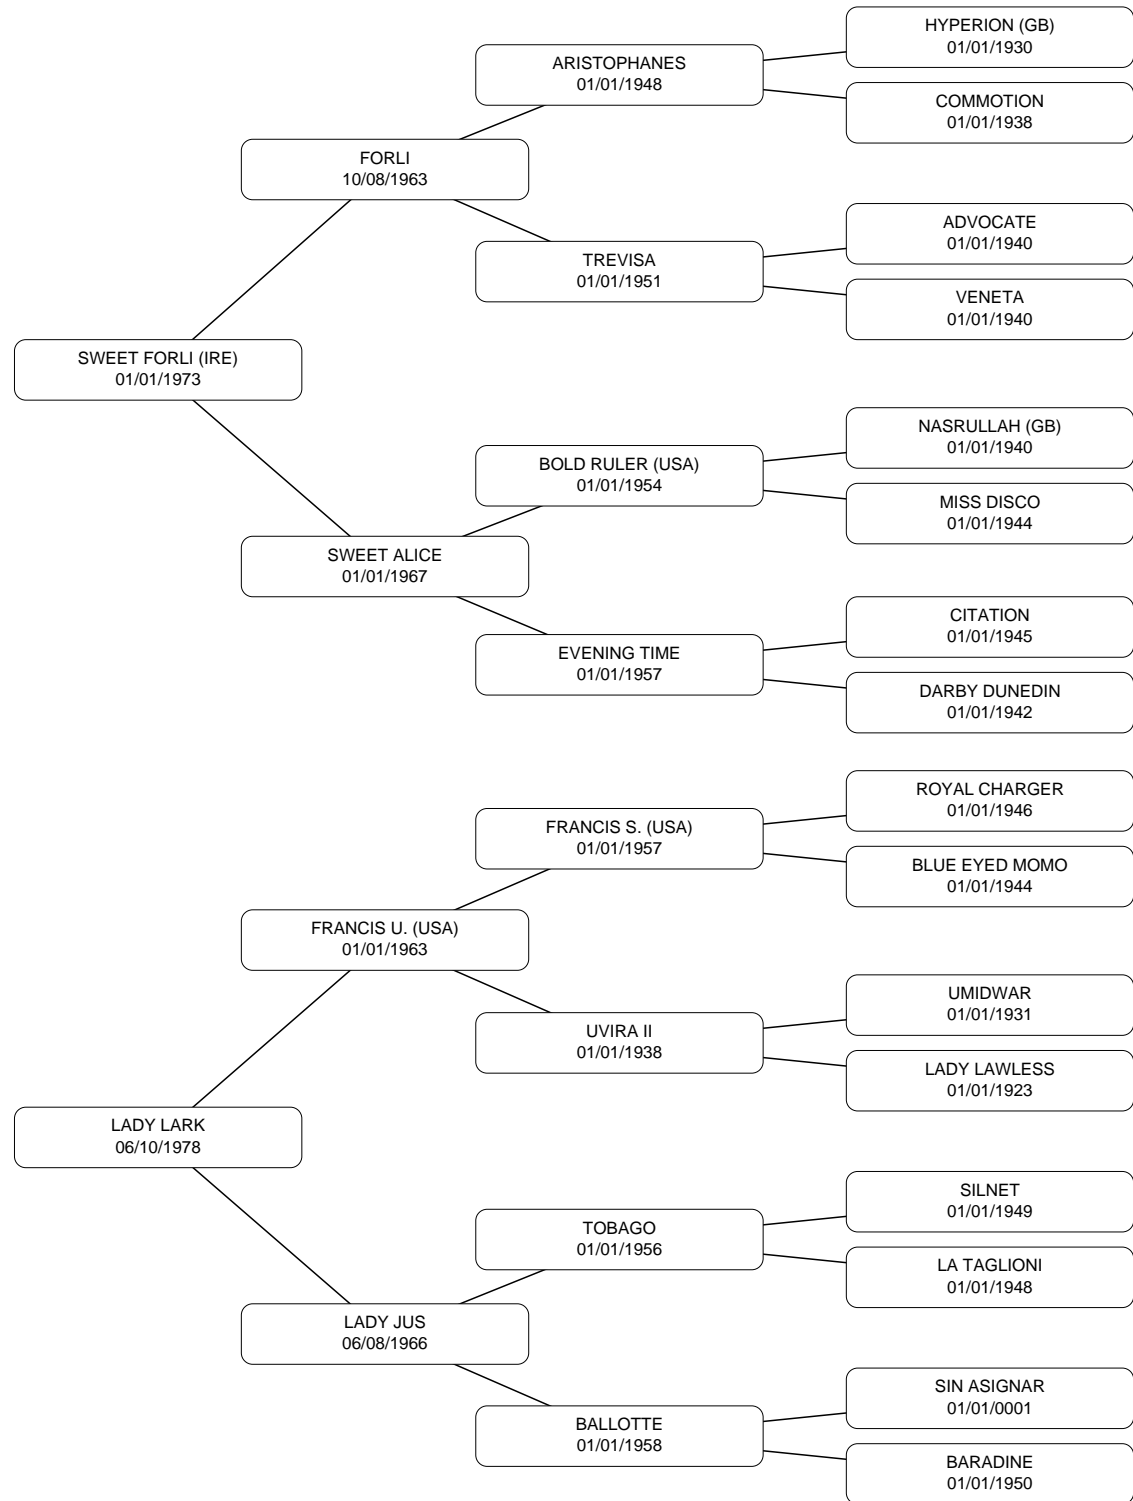 HYPERION (GB)
01/01/1930
ARISTOPHANES
01/01/1948
COMMOTION
01/01/1938
FORLI
10/08/1963
ADVOCATE
01/01/1940
TREVISA
01/01/1951
VENETA
01/01/1940
SWEET FORLI (IRE)
01/01/1973
NASRULLAH (GB)
01/01/1940
BOLD RULER (USA)
01/01/1954
MISS DISCO
01/01/1944
SWEET ALICE
01/01/1967
CITATION
01/01/1945
EVENING TIME
01/01/1957
DARBY DUNEDIN
01/01/1942
ROYAL CHARGER
01/01/1946
FRANCIS S. (USA)
01/01/1957
BLUE EYED MOMO
01/01/1944
FRANCIS U. (USA)
01/01/1963
UMIDWAR
01/01/1931
UVIRA II
01/01/1938
LADY LAWLESS
01/01/1923
LADY LARK
06/10/1978
SILNET
01/01/1949
TOBAGO
01/01/1956
LA TAGLIONI
01/01/1948
LADY JUS
06/08/1966
SIN ASIGNAR
01/01/0001
BALLOTTE
01/01/1958
BARADINE
01/01/1950